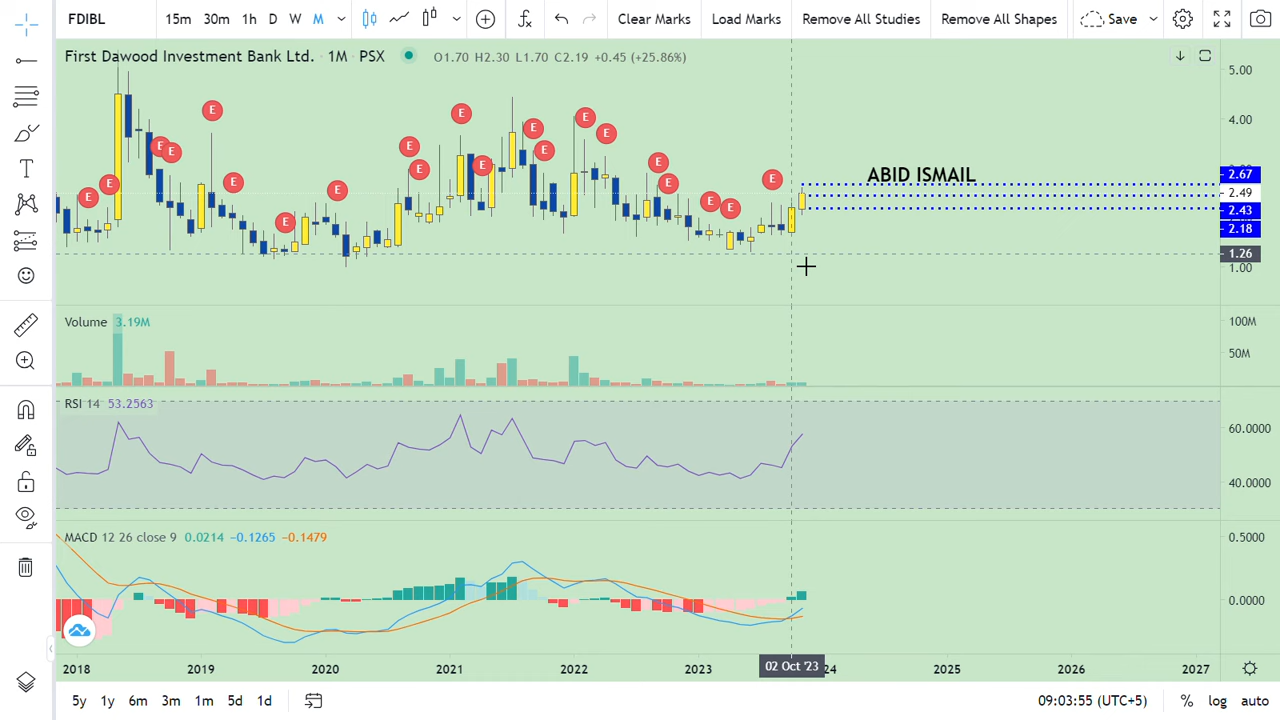 FDIBL 15m 30m 1h D W M Clear Marks Load Marks Remove All Studies Remove All Shapes Save
First Dawood Investment Bank Ltd. · 1M · PSX O1.70 H2.30 L1.70 C2.19 +0.45 (+25.86%)
5.00
4.00
E E E E E E E E E E E E E E E E E E E E
ABID ISMAIL
2.67
2.49
2.43
2.18
1.26
1.00
Volume 3.19M
100M
50M
RSI 14 53.2563
60.0000
40.0000
MACD 12 26 close 9 0.0214 −0.1265 −0.1479
0.5000
0.0000
2018 2019 2020 2021 2022 2023 02 Oct '23 24 2025 2026 2027
5y 1y 6m 3m 1m 5d 1d 09:03:55 (UTC+5) % log auto